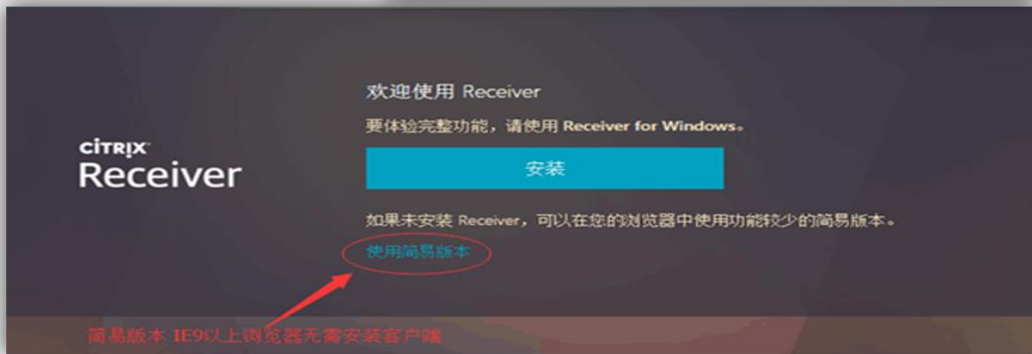 欢迎使用 Receiver
要体验完整功能，请使用 Receiver for Windows。
CITRIX
Receiver
安装
如果未安装 Receiver，可以在您的浏览器中使用功能较少的简易版本。
使用简易版本
简易版本 IE9以上浏览器无需安装客户端